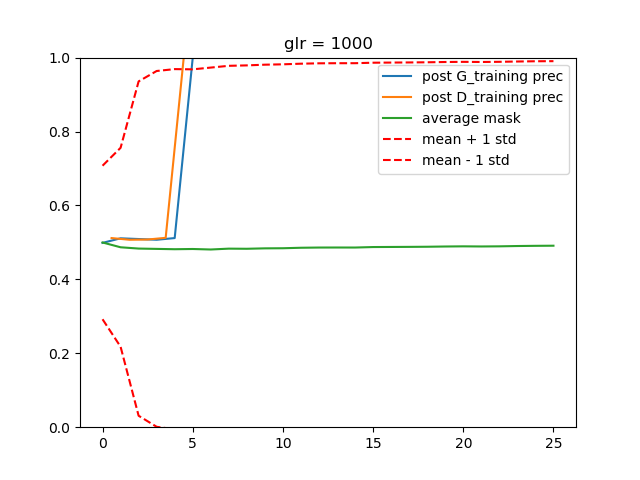 glr = 1000
1.0
0.8
0.6
0.4
0.2
0.0
0 5 10 15 20 25
post G_training prec
post D_training prec
average mask
mean + 1 std
mean - 1 std